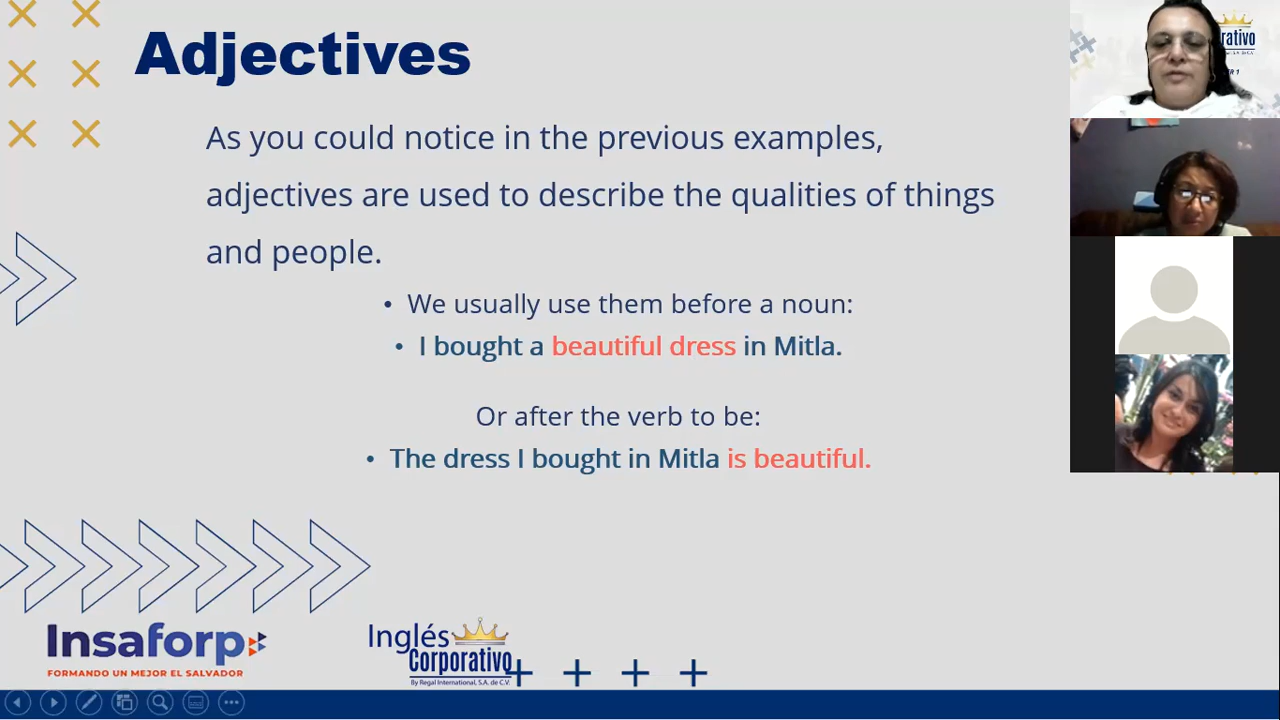 Adjectives
As you could notice in the previous examples,
adjectives are used to describe the qualities of things
and people.
• We usually use them before a noun:
• I bought a beautiful dress in Mitla.
Or after the verb to be:
• The dress I bought in Mitla is beautiful.
Insaforp
FORMANDO UN MEJOR EL SALVADOR
Inglés
Corporativo
By Regal International, S.A. de C.V.